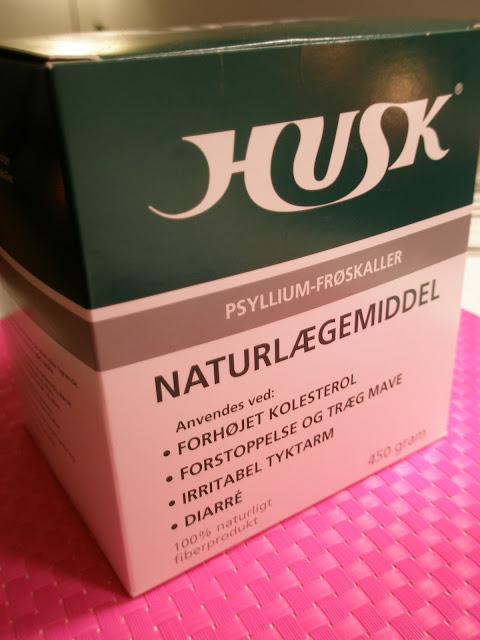 HUSK®
PSYLLIUM-FRØSKALLER
NATURLÆGEMIDDEL
Anvendes ved:
• FORHØJET KOLESTEROL
• FORSTOPPELSE OG TRÆG MAVE
• IRRITABEL TYKTARM
• DIARRÉ
450 gram
100% naturligt
fiberprodukt